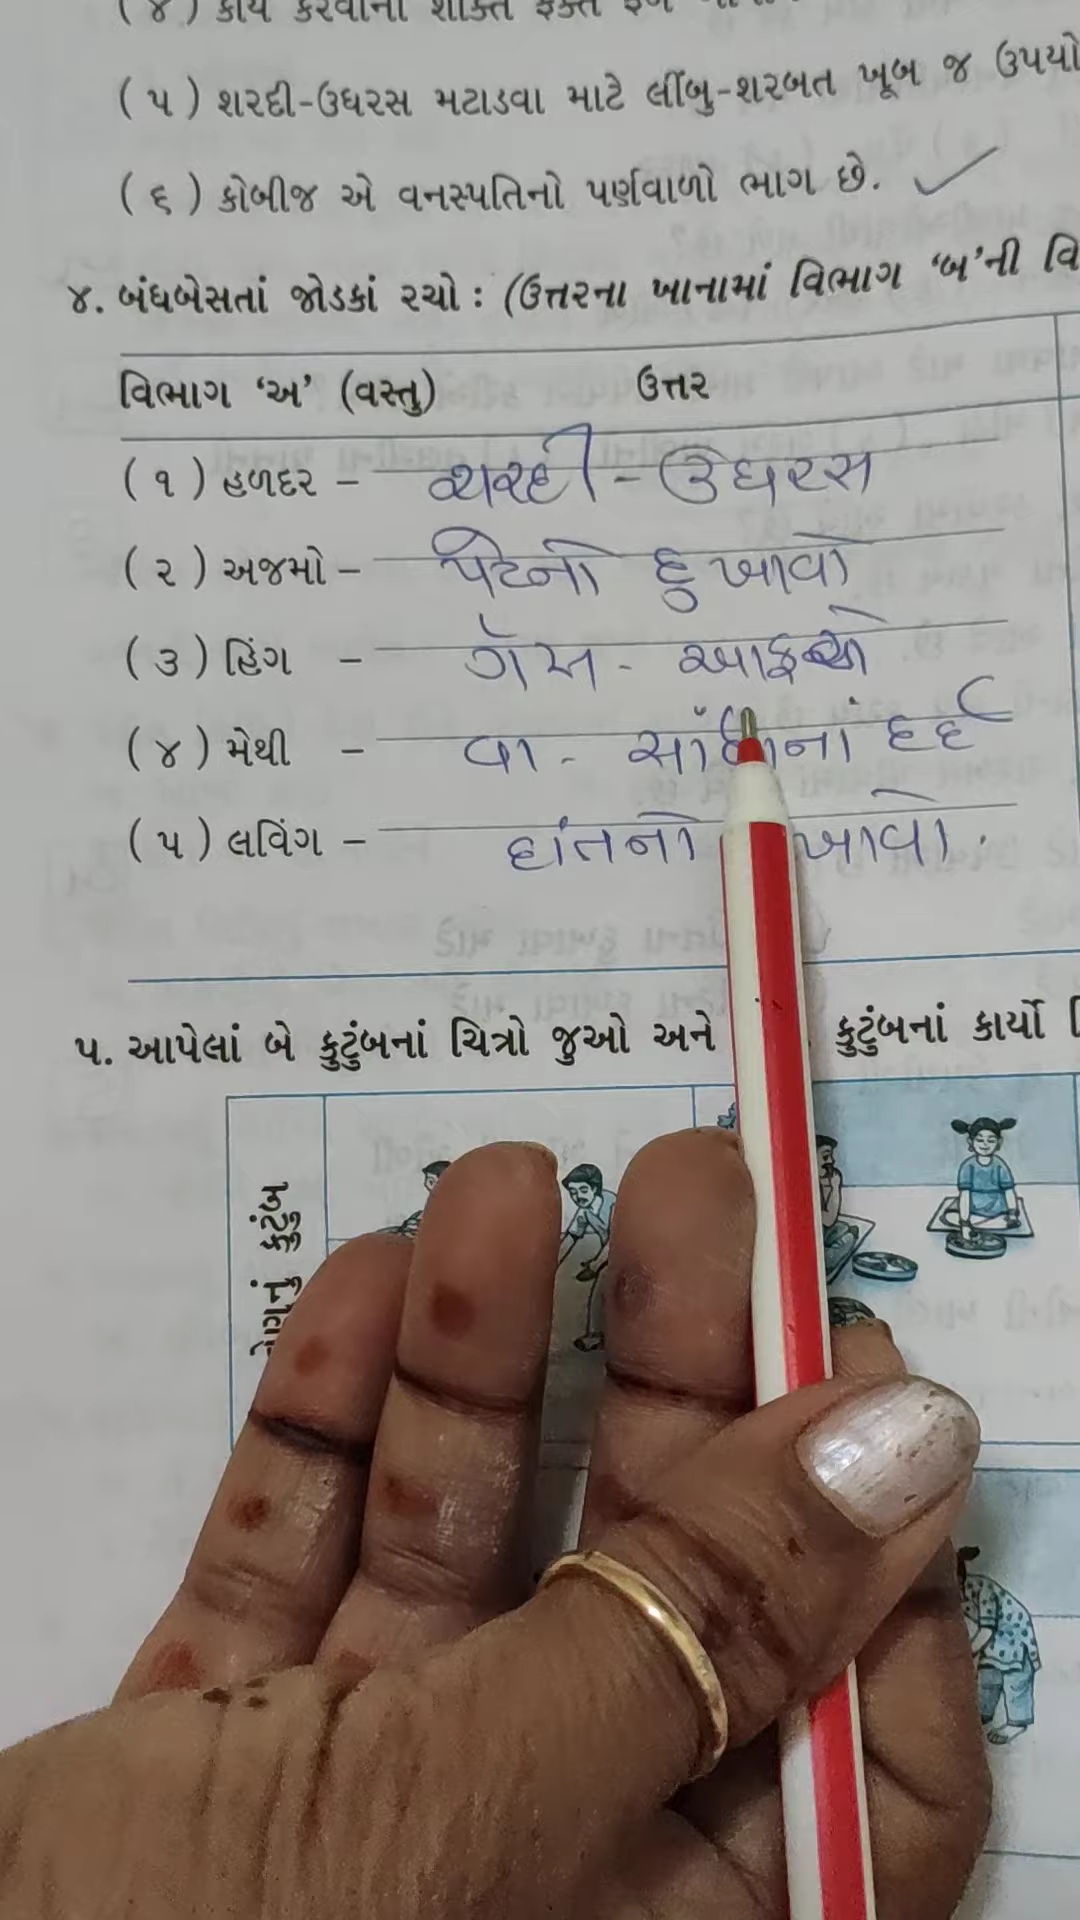 (૫) શરદી-ઉધરસ મટાડવા માટે લીંબુ-શરબત ખૂબ જ
(૬) કોબીજ એ વનસ્પતિનો પર્ણવાળો ભાગ છે.
૪. બંધબેસતાં જોડકાં રચો : (ઉત્તરના ખાનામાં વિભાગ ‘બ’ની
વિભાગ ‘અ’ (વસ્તુ) ઉત્તર
(૧) હળદર - શરદી - ઉધરસ
(૨) અજમો - પેટનો દુખાવો
(૩) હિંગ - ગૅસ - આફરો
(૪) મેથી - વા - સાંધાનાં દર્દ
(૫) લવિંગ - દાંતનો
૫. આપેલાં બે કુટુંબનાં ચિત્રો જુઓ અને કુટુંબનાં કાર્યો
કુટુંબ